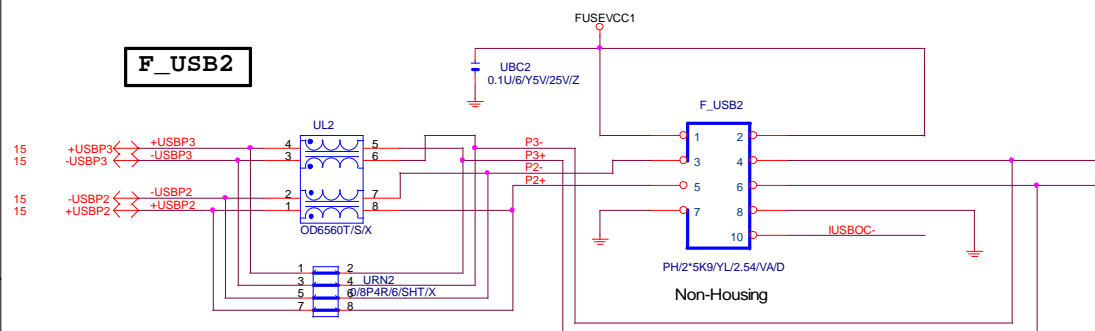 FUSEVCC1
F_USB2
UBC2
0.1U/6/Y5V/25V/Z
F_USB2
UL2
15 +USBP3 +USBP3 4 5 P3- 1 2
15 -USBP3 -USBP3 3 6 P3+ 3 4
P2-
15 -USBP2 -USBP2 2 7 P2+ 5 6
15 +USBP2 +USBP2 1 8 7 8
OD6560T/S/X
10 IUSBOC-
1 2
3 4 URN2
5 6 0/8P4R/6/SHT/X
7 8
PH/2*5K9/YL/2.54/VA/D
Non-Housing